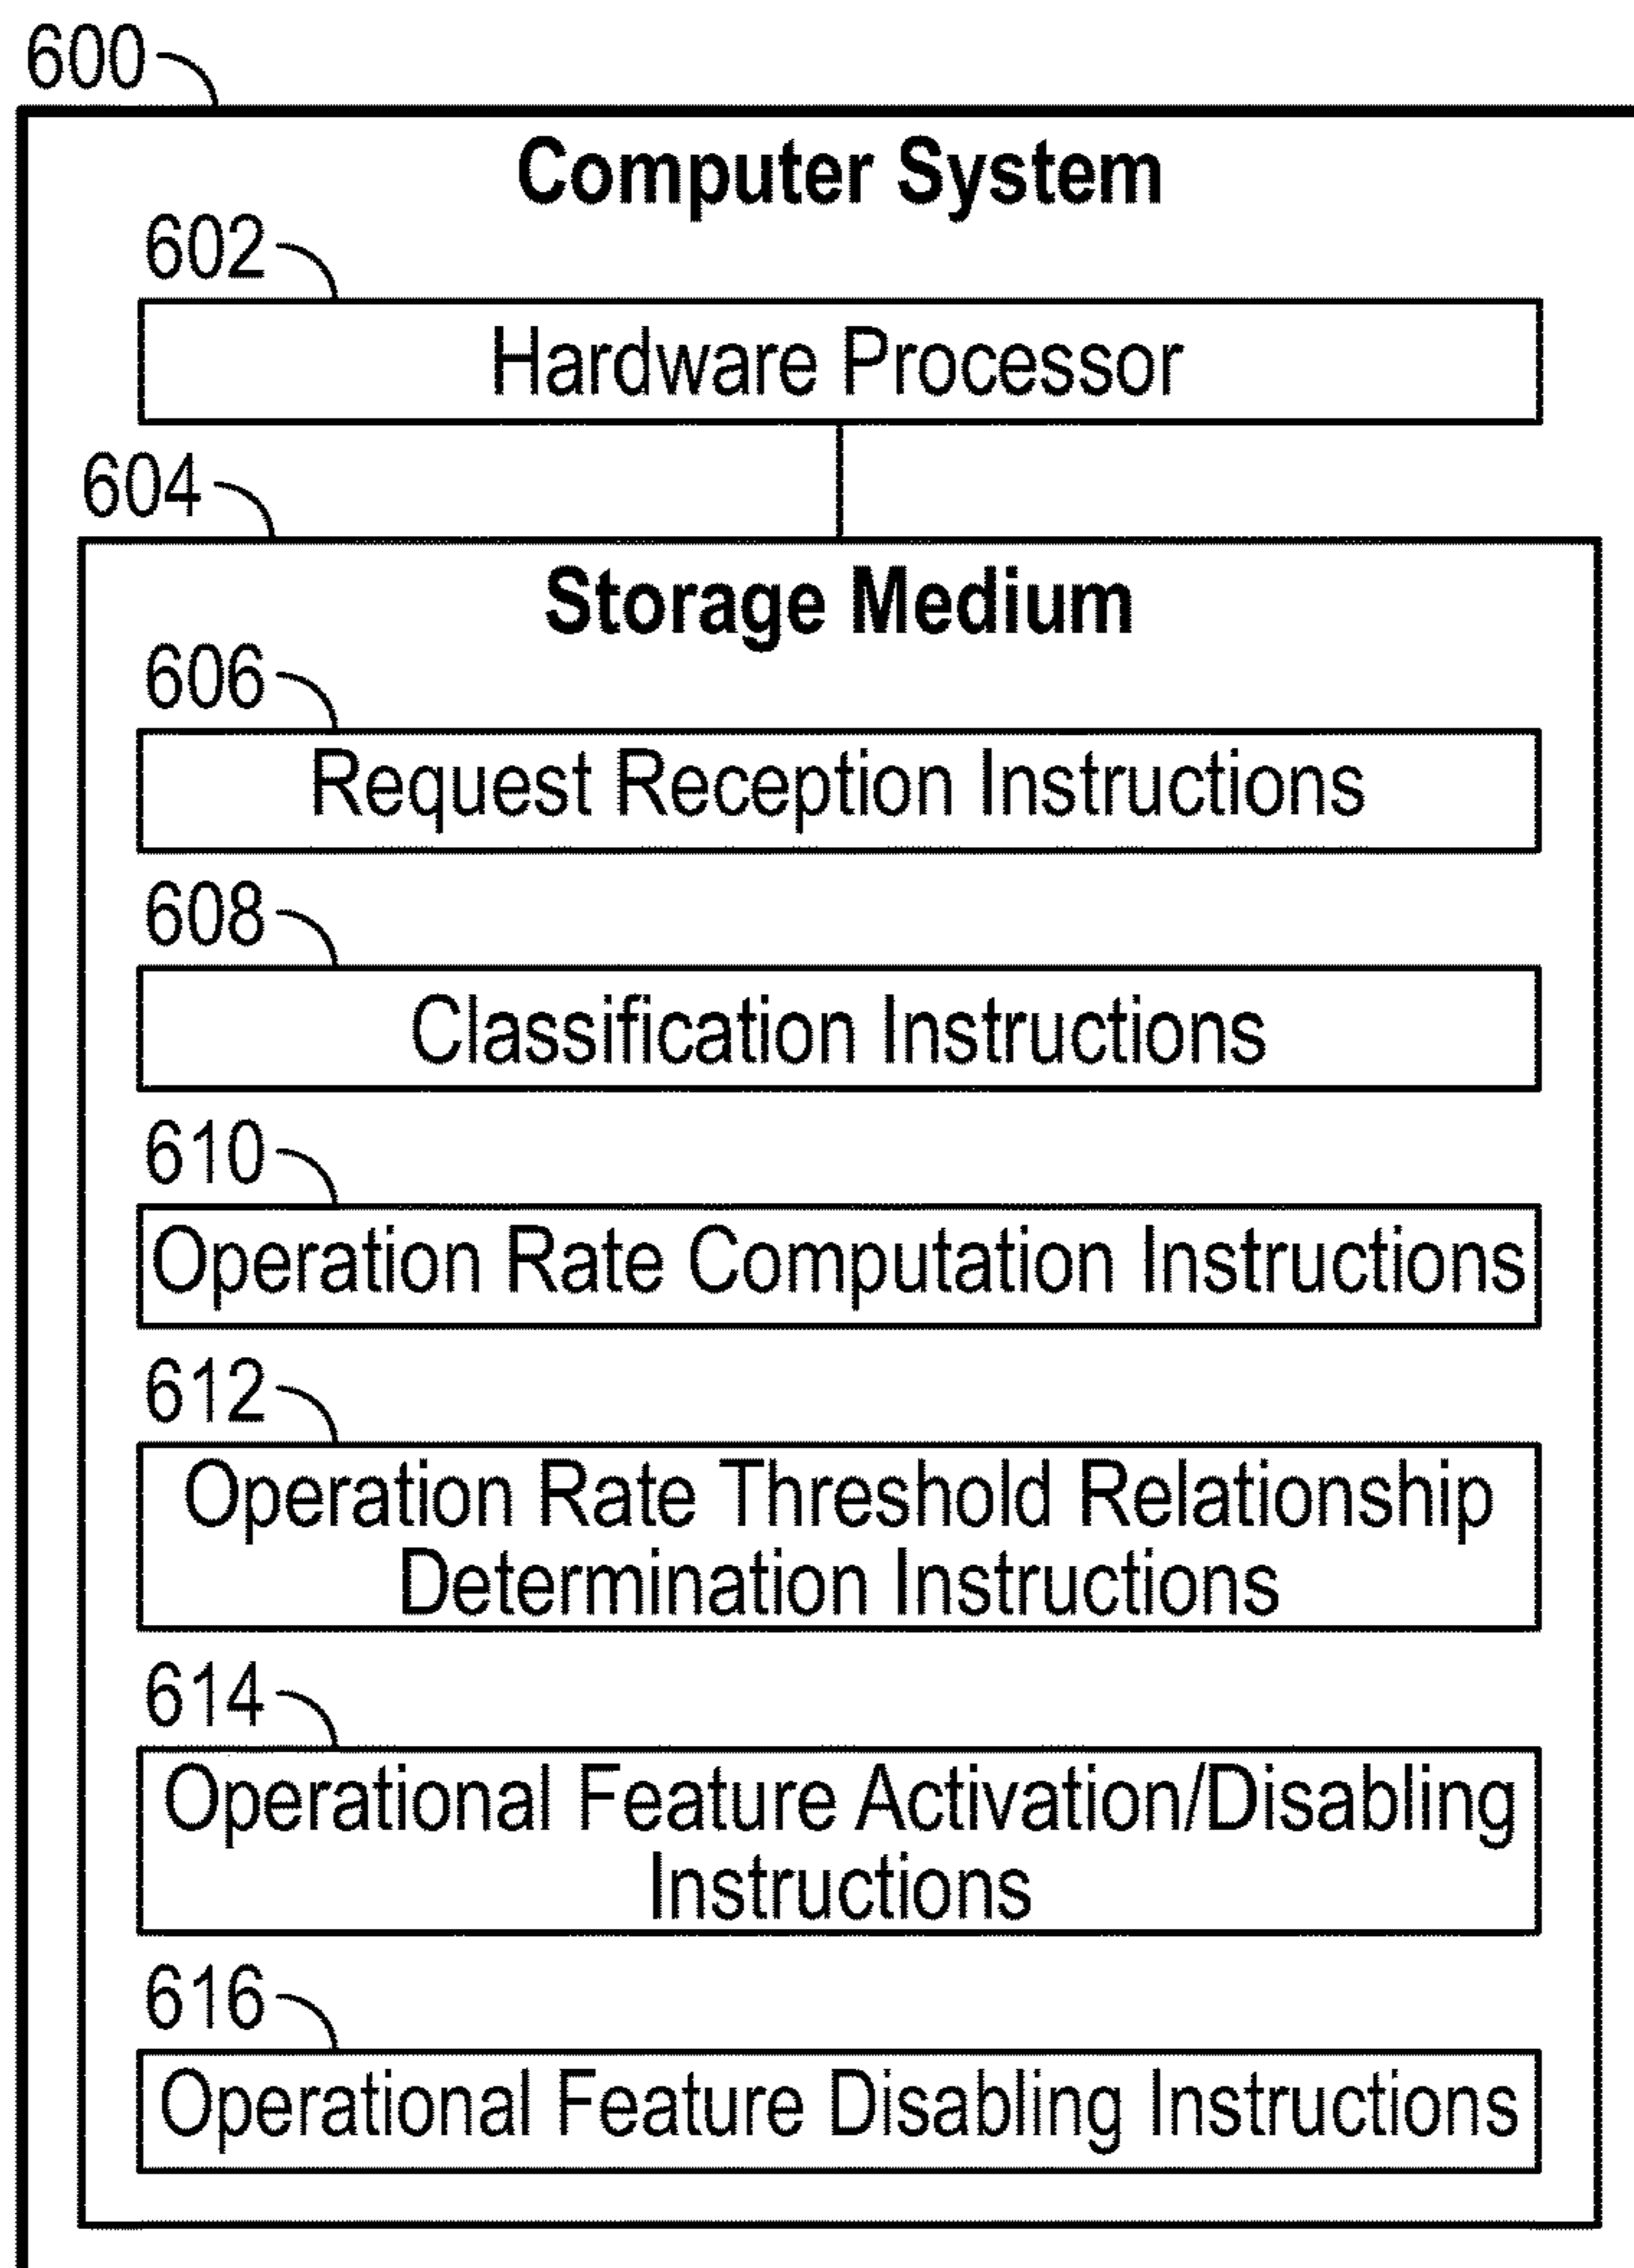 600
Computer System
602
Hardware Processor
604
Storage Medium
606
Request Reception Instructions
608
Classification Instructions
610
Operation Rate Computation Instructions
612
Operation Rate Threshold Relationship
Determination Instructions
614
Operational Feature Activation/Disabling
Instructions
616
Operational Feature Disabling Instructions